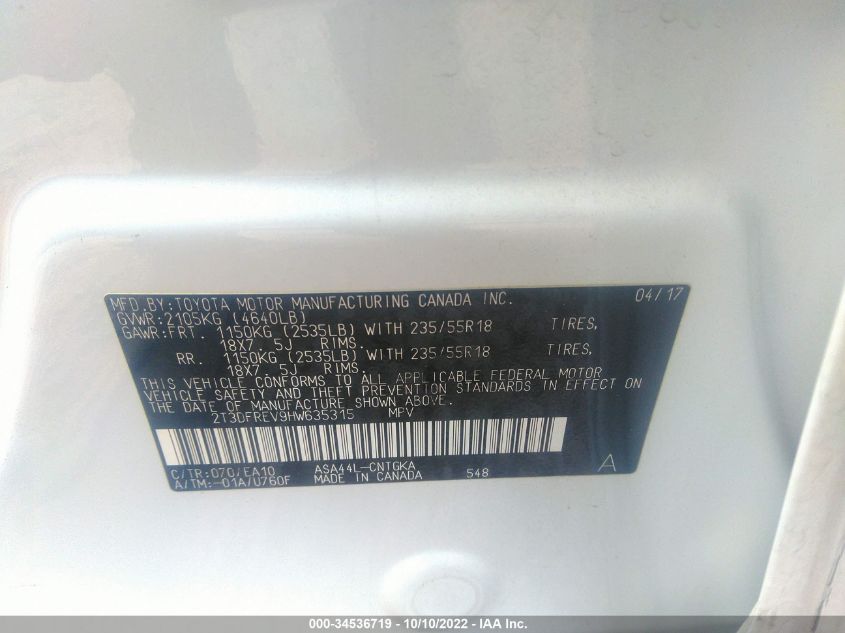 MFD.BY:TOYOTA MOTOR MANUFACTURING CANADA INC. 04/17
GVWR:2105KG (4640LB)
GAWR:FRT. 1150KG (2535LB) WITH 235/55R18 TIRES,
18X7.5J RIMS.
RR. 1150KG (2535LB) WITH 235/55R18 TIRES,
18X7.5J RIMS.
THIS VEHICLE CONFORMS TO ALL APPLICABLE FEDERAL MOTOR
VEHICLE SAFETY AND THEFT PREVENTION STANDARDS IN EFFECT ON
THE DATE OF MANUFACTURE SHOWN ABOVE.
2T3DFREV9HW635315 MPV
C/TR:070/EA10 ASA44L-CNTGKA A
A/TM:-01A/U760F MADE IN CANADA 548
000-34536719 - 10/10/2022 - IAA Inc.